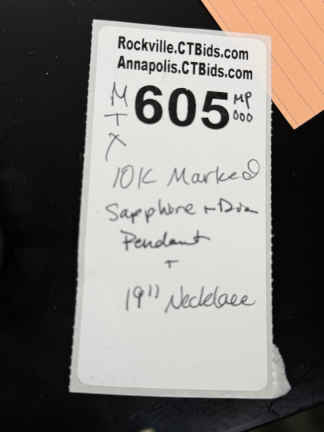 Rockville.CTBids.com
Annapolis.CTBids.com
M
T
X
605
MP
000
10K Marked
Sapphire + Dia
Pendant
+
19" Necklace